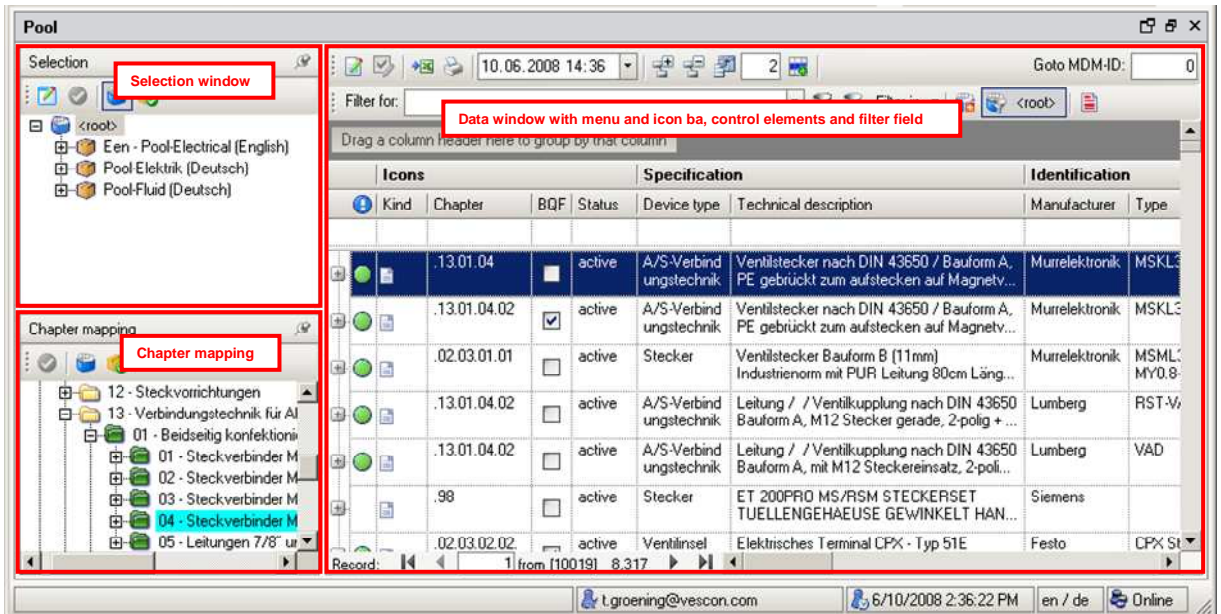 Pool
Selection
Selection window
<root>
Een - Pool-Electrical (English)
Pool-Elektrik (Deutsch)
Pool-Fluid (Deutsch)
Chapter mapping
Chapter mapping
12 - Steckvorrichtungen
13 - Verbindungstechnik für Al
01 - Beidseitig konfektioni
01 - Steckverbinder M
02 - Steckverbinder M
03 - Steckverbinder M
04 - Steckverbinder M
05 - Leitungen 7/8" ur
10.06.2008 14:36
2
Goto MDM-ID: 0
Filter for:
<root>
Data window with menu and icon ba, control elements and filter field
Drag a column header here to group by that column
Icons Specification Identification
Kind Chapter BQF Status Device type Technical description Manufacturer Type
.13.01.04 active A/S-Verbind Ventilstecker nach DIN 43650 / Bauform A, Murrelektronik MSKL3
ungstechnik PE gebrückt zum aufstecken auf Magnetv...
.13.01.04.02 active A/S-Verbind Ventilstecker nach DIN 43650 / Bauform A, Murrelektronik MSKL3
ungstechnik PE gebrückt zum aufstecken auf Magnetv...
.02.03.01.01 active Stecker Ventilstecker Bauform B (11mm) Murrelektronik MSML3
Industrienorm mit PUR Leitung 80cm Läng... MY0.8-
.13.01.04.02 active A/S-Verbind Leitung / / Ventilkupplung nach DIN 43650 Lumberg RST-VA
ungstechnik Bauform A, M12 Stecker gerade, 2-polig + ...
.13.01.04.02 active A/S-Verbind Leitung / / Ventilkupplung nach DIN 43650 Lumberg VAD
ungstechnik Bauform A, mit M12 Steckereinsatz, 2-poli...
.98 active Stecker ET 200PRO MS/RSM STECKERSET Siemens
TUELLENGEHAEUSE GEWINKELT HAN...
.02.03.02.02 active Ventilinsel Elektrisches Terminal CPX - Typ 51E Festo CPX St
Record: 1 from [10019] 8.317
t.groening@vescon.com 6/10/2008 2:36:22 PM en / de Online